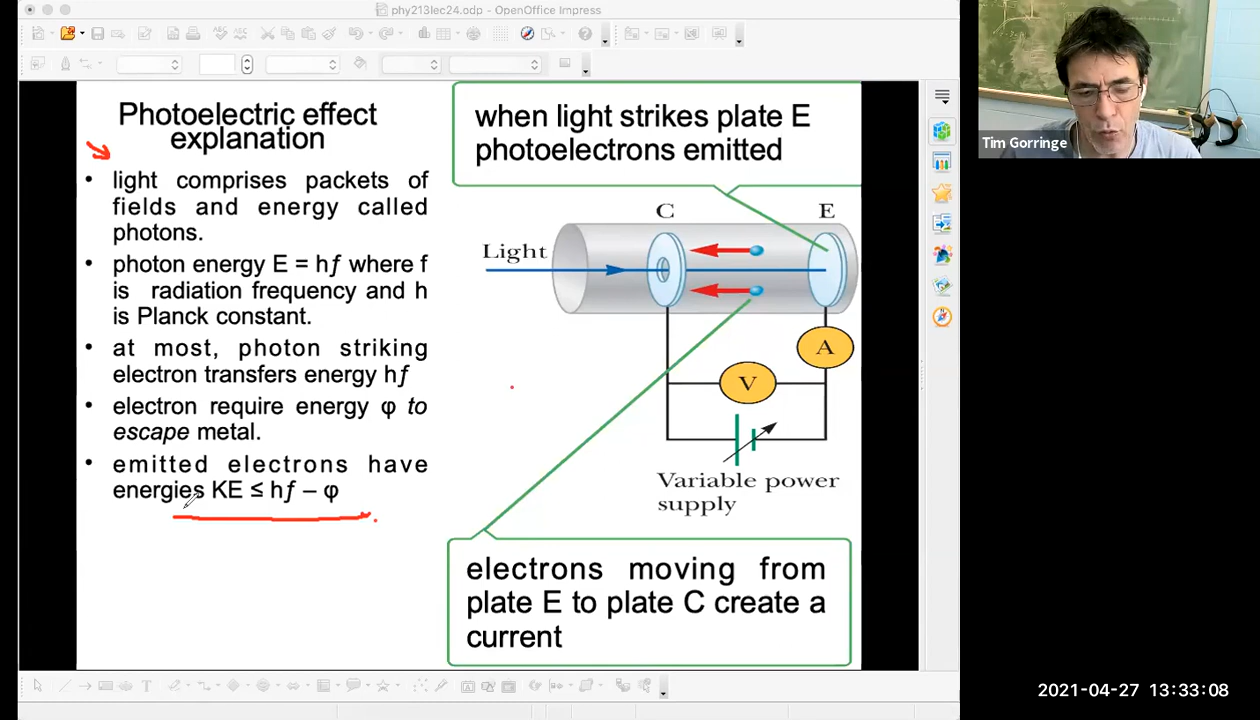 phy213lec24.odp - OpenOffice Impress
Photoelectric effect
explanation
• light comprises packets of
fields and energy called
photons.
• photon energy E = hƒ where f
is radiation frequency and h
is Planck constant.
• at most, photon striking
electron transfers energy hƒ
• electron require energy φ to
escape metal.
• emitted electrons have
energies KE ≤ hƒ – φ
when light strikes plate E
photoelectrons emitted
C
E
Light
A
V
Variable power
supply
electrons moving from
plate E to plate C create a
current
Tim Gorringe
2021-04-27 13:33:08